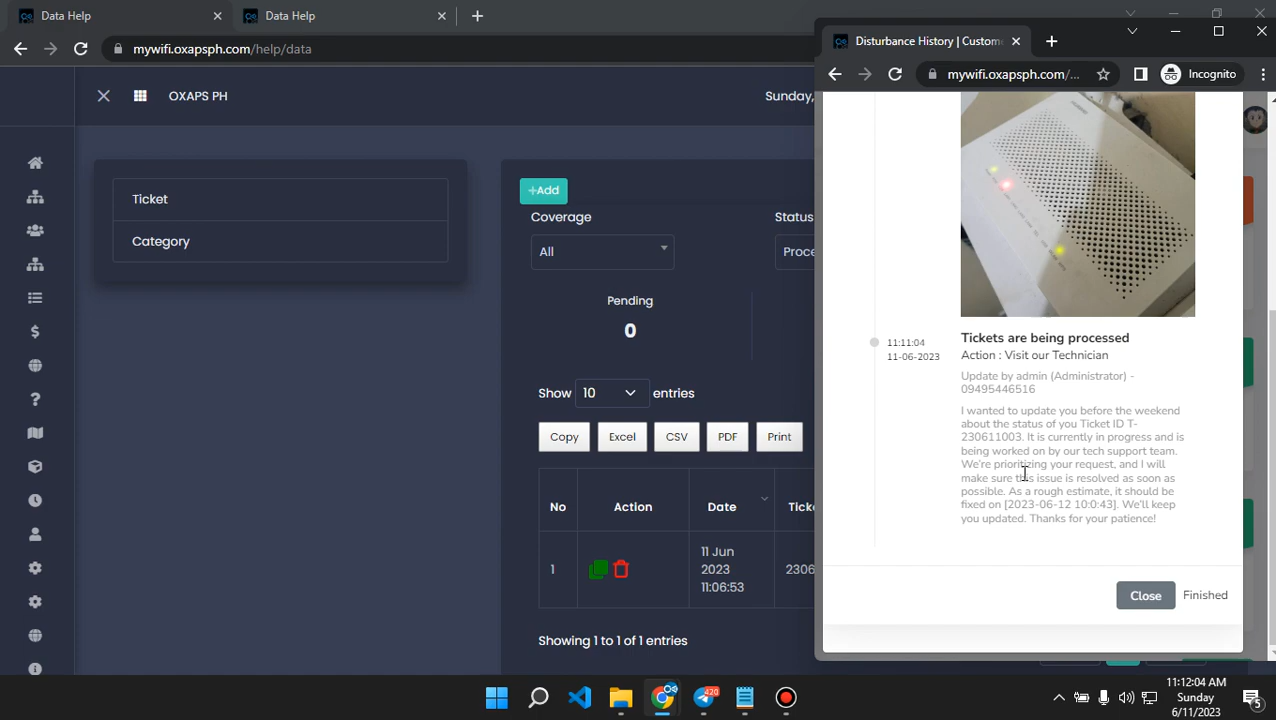 Data Help
Data Help
mywifi.oxapsph.com/help/data
Disturbance History | Custom
mywifi.oxapsph.com/...
Incognito
OXAPS PH
Sunday,
Ticket
Category
+Add
Coverage
Status
All
Proce
Pending
0
Show 10 entries
Copy
Excel
CSV
PDF
Print
No
Action
Date
Ticke
1
11 Jun
2023
11:06:53
2306
Showing 1 to 1 of 1 entries
11:11:04
11-06-2023
Tickets are being processed
Action : Visit our Technician
Update by admin (Administrator) -
09495446516
I wanted to update you before the weekend
about the status of you Ticket ID T-
230611003. It is currently in progress and is
being worked on by our tech support team.
We're prioritizing your request, and I will
make sure this issue is resolved as soon as
possible. As a rough estimate, it should be
fixed on [2023-06-12 10:0:43]. We'll keep
you updated. Thanks for your patience!
Close
Finished
420
11:12:04 AM
Sunday
6/11/2023
5